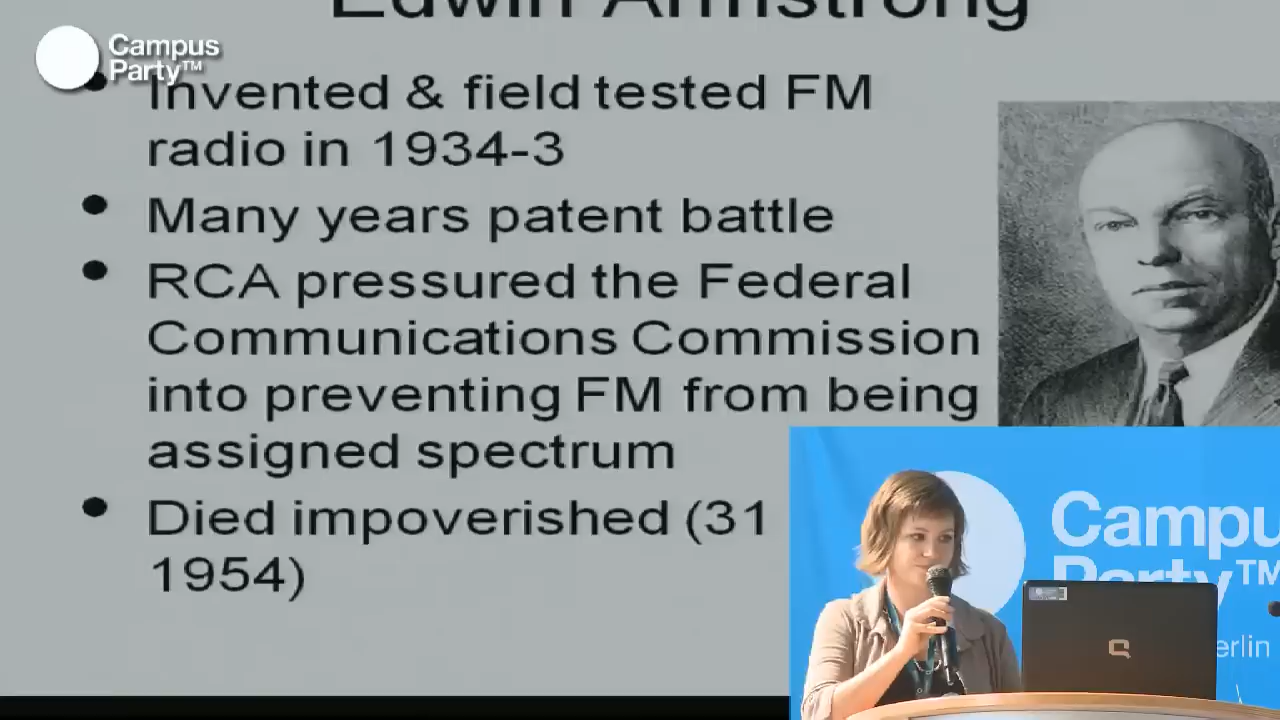 Edwin Armstrong
Campus
Party™
Invented & field tested FM
radio in 1934-3
Many years patent battle
RCA pressured the Federal
Communications Commission
into preventing FM from being
assigned spectrum
Died impoverished (31
1954)
Campu
Party™
erlin